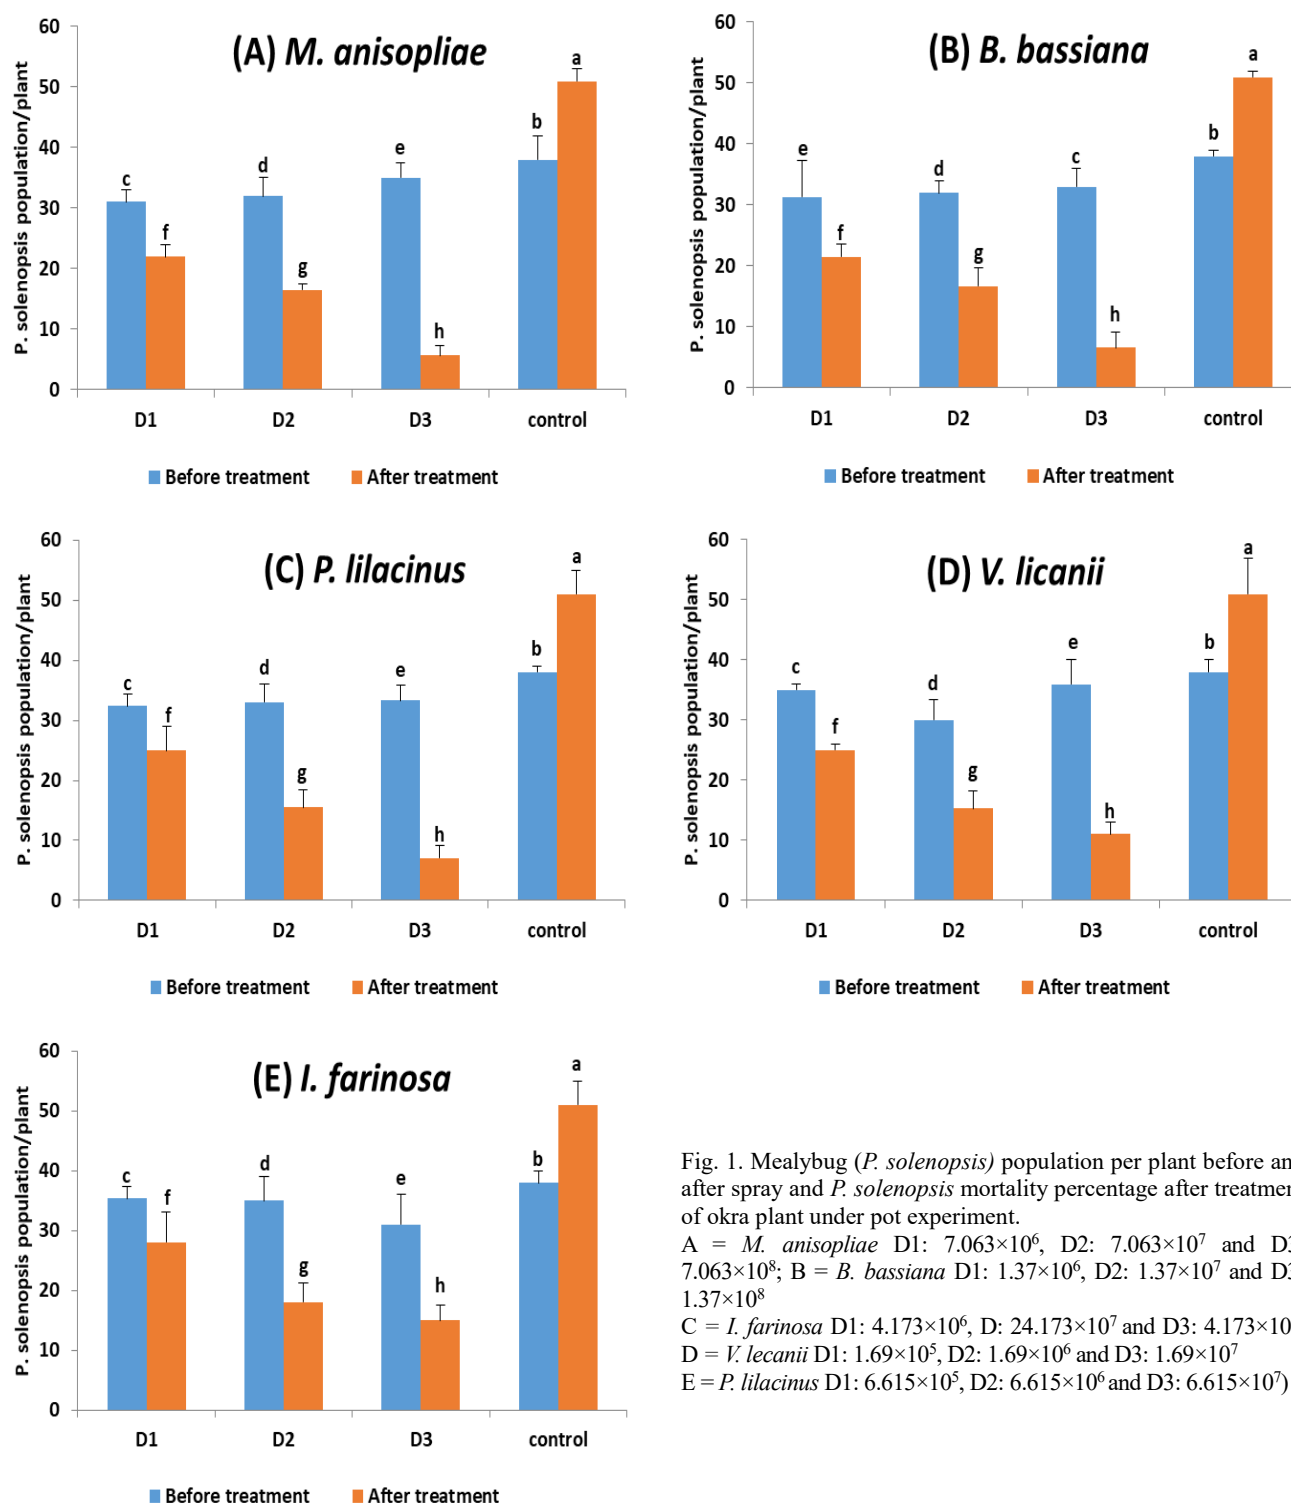 (A) M. anisopliae
P. solenopsis population/plant
60
50
40
30
20
10
0
c
f
d
g
e
h
b
a
D1 D2 D3 control
Before treatment After treatment
(B) B. bassiana
P. solenopsis population/plant
60
50
40
30
20
10
0
e
f
d
g
c
h
b
a
D1 D2 D3 control
Before treatment After treatment
(C) P. lilacinus
P. solenopsis population/plant
60
50
40
30
20
10
0
c
f
d
g
e
h
b
a
D1 D2 D3 control
Before treatment After treatment
(D) V. licanii
P. solenopsis population/plant
60
50
40
30
20
10
0
c
f
d
g
e
h
b
a
D1 D2 D3 control
Before treatment After treatment
(E) I. farinosa
P. solenopsis population/plant
60
50
40
30
20
10
0
c
f
d
g
e
h
b
a
D1 D2 D3 control
Before treatment After treatment
Fig. 1. Mealybug (P. solenopsis) population per plant before an
after spray and P. solenopsis mortality percentage after treatmen
of okra plant under pot experiment.
A = M. anisopliae D1: 7.063×10⁶, D2: 7.063×10⁷ and D3
7.063×10⁸; B = B. bassiana D1: 1.37×10⁶, D2: 1.37×10⁷ and D3
1.37×10⁸
C = I. farinosa D1: 4.173×10⁶, D: 24.173×10⁷ and D3: 4.173×10
D = V. lecanii D1: 1.69×10⁵, D2: 1.69×10⁶ and D3: 1.69×10⁷
E = P. lilacinus D1: 6.615×10⁵, D2: 6.615×10⁶ and D3: 6.615×10⁷)